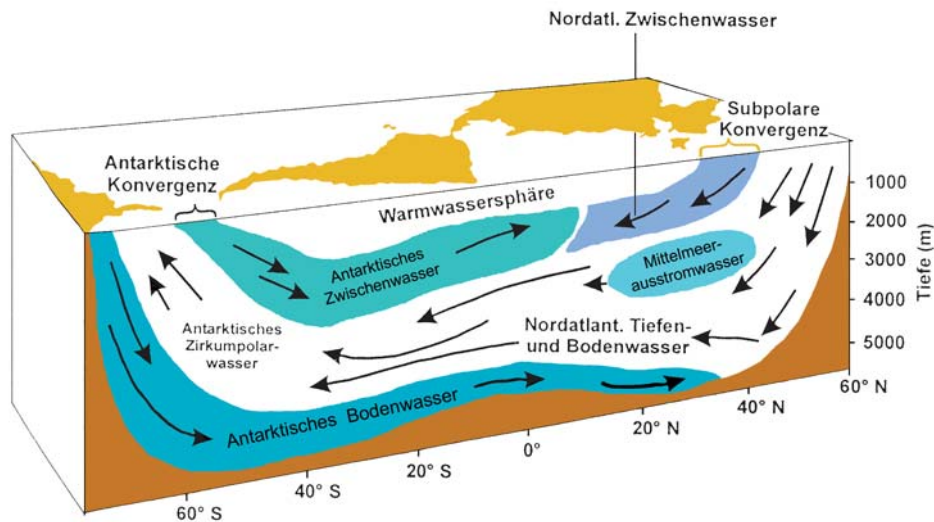 Nordatl. Zwischenwasser
Subpolare
Konvergenz
Antarktische
Konvergenz
Warmwassersphäre
1000
2000
3000
4000
5000
Tiefe (m)
Antarktisches
Zwischenwasser
Mittelmeer-
ausstromwasser
Antarktisches
Zirkumpolar-
wasser
Nordatlant. Tiefen-
und Bodenwasser
Antarktisches Bodenwasser
60° S
40° S
20° S
0°
20° N
40° N
60° N